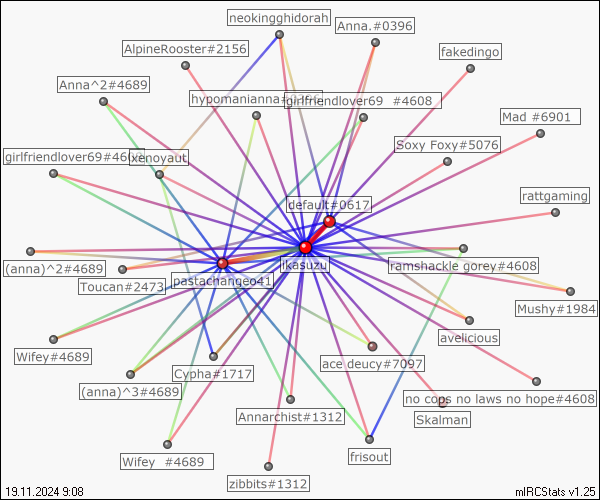 neokingghidorah
Anna.#0396
AlpineRooster#2156
fakedingo
Anna^2#4689
hypomanianna#
girlfriendlover69  #4608
Mad #6901
Soxy Foxy#5076
girlfriendlover69#4608
xenoyaut
rattgaming
default#0617
(anna)^2#4689
Toucan#2473
pastachangeo41
ikasuzu
ramshackle gorey#4608
Mushy#1984
avelicious
Wifey#4689
ace deucy#7097
Cypha#1717
(anna)^3#4689
no cops no laws no hope#4608
Annarchist#1312
Skalman
frisout
Wifey  #4689
zibbits#1312
19.11.2024 9:08
mIRCStats v1.25